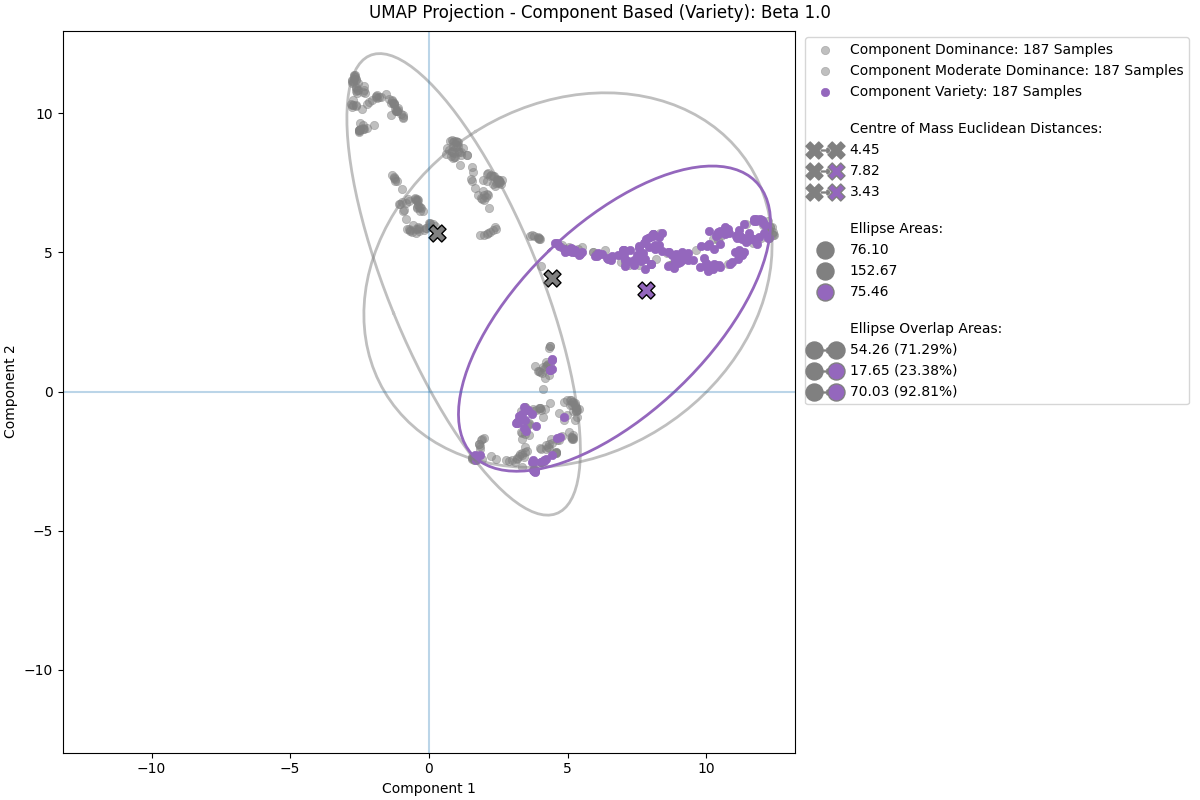 UMAP Projection - Component Based (Variety): Beta 1.0
Component Dominance: 187 Samples
Component Moderate Dominance: 187 Samples
Component Variety: 187 Samples
Centre of Mass Euclidean Distances:
4.45
7.82
3.43
Ellipse Areas:
76.10
152.67
75.46
Ellipse Overlap Areas:
54.26 (71.29%)
17.65 (23.38%)
70.03 (92.81%)
Component 2
10
5
0
−5
−10
−10
−5
0
5
10
Component 1